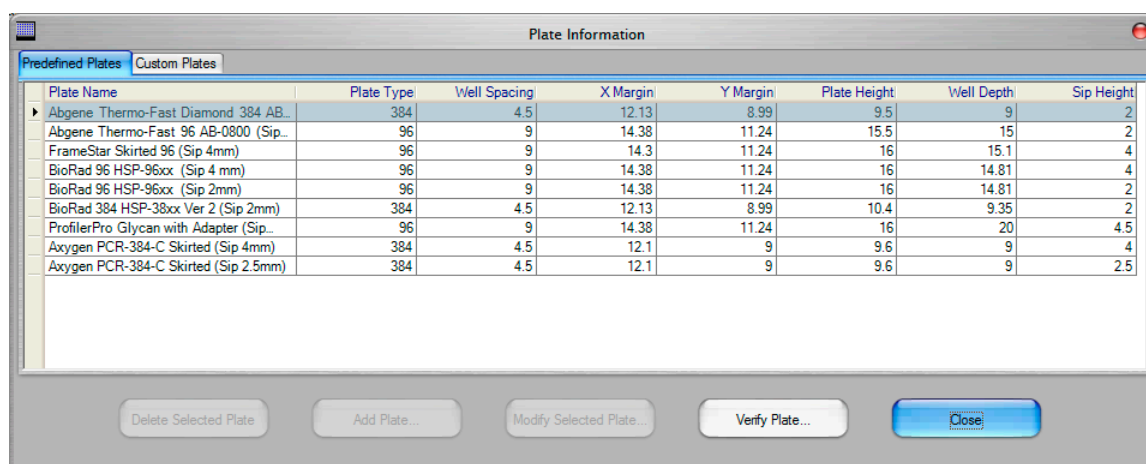 Plate Information
Predefined Plates Custom Plates
Plate Name Plate Type Well Spacing X Margin Y Margin Plate Height Well Depth Sip Height
Abgene Thermo-Fast Diamond 384 AB... 384 4.5 12.13 8.99 9.5 9 2
Abgene Thermo-Fast 96 AB-0800 (Sip... 96 9 14.38 11.24 15.5 15 2
FrameStar Skirted 96 (Sip 4mm) 96 9 14.3 11.24 16 15.1 4
BioRad 96 HSP-96xx (Sip 4 mm) 96 9 14.38 11.24 16 14.81 4
BioRad 96 HSP-96xx (Sip 2mm) 96 9 14.38 11.24 16 14.81 2
BioRad 384 HSP-38xx Ver 2 (Sip 2mm) 384 4.5 12.13 8.99 10.4 9.35 2
ProfilerPro Glycan with Adapter (Sip... 96 9 14.38 11.24 16 20 4.5
Axygen PCR-384-C Skirted (Sip 4mm) 384 4.5 12.1 9 9.6 9 4
Axygen PCR-384-C Skirted (Sip 2.5mm) 384 4.5 12.1 9 9.6 9 2.5
Delete Selected Plate Add Plate... Modify Selected Plate... Verify Plate... Close